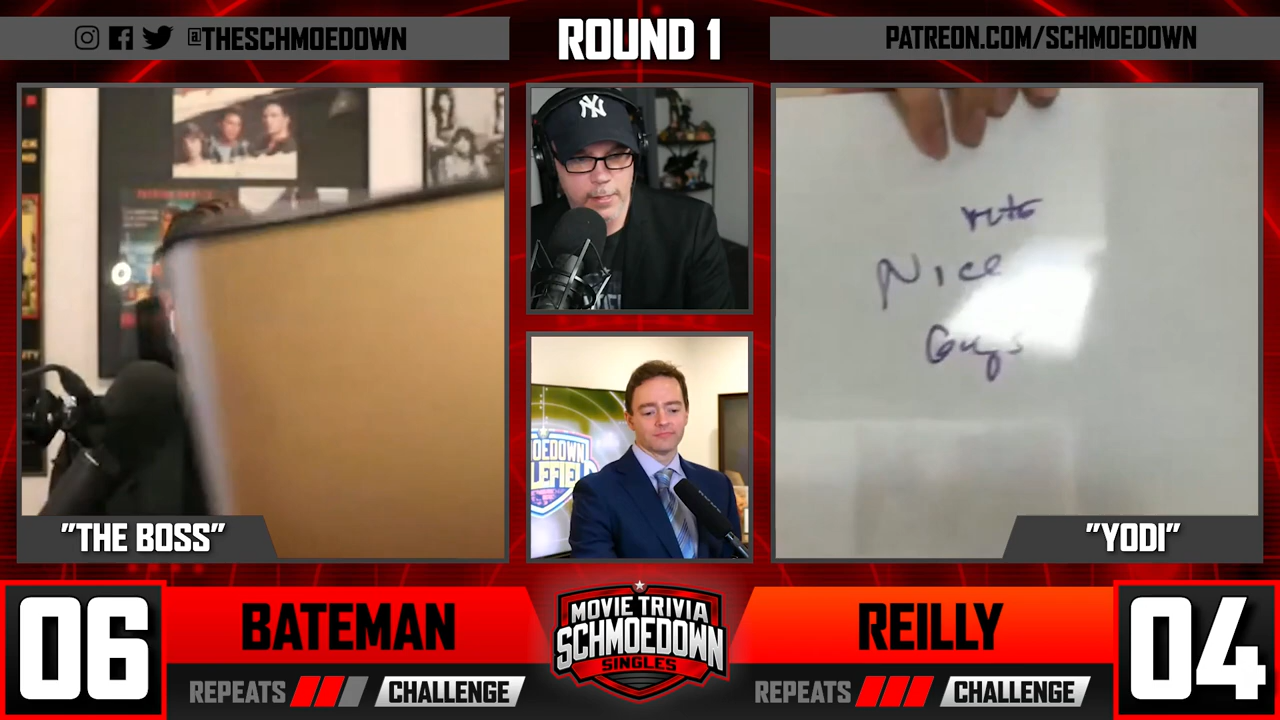 @THESCHMOEDOWN
ROUND 1
PATREON.COM/SCHMOEDOWN
NY
Nice
Guys
"THE BOSS"
"YODI"
06
BATEMAN
MOVIE TRIVIA
SCHMOEDOWN
SINGLES
REILLY
04
REPEATS
CHALLENGE
REPEATS
CHALLENGE